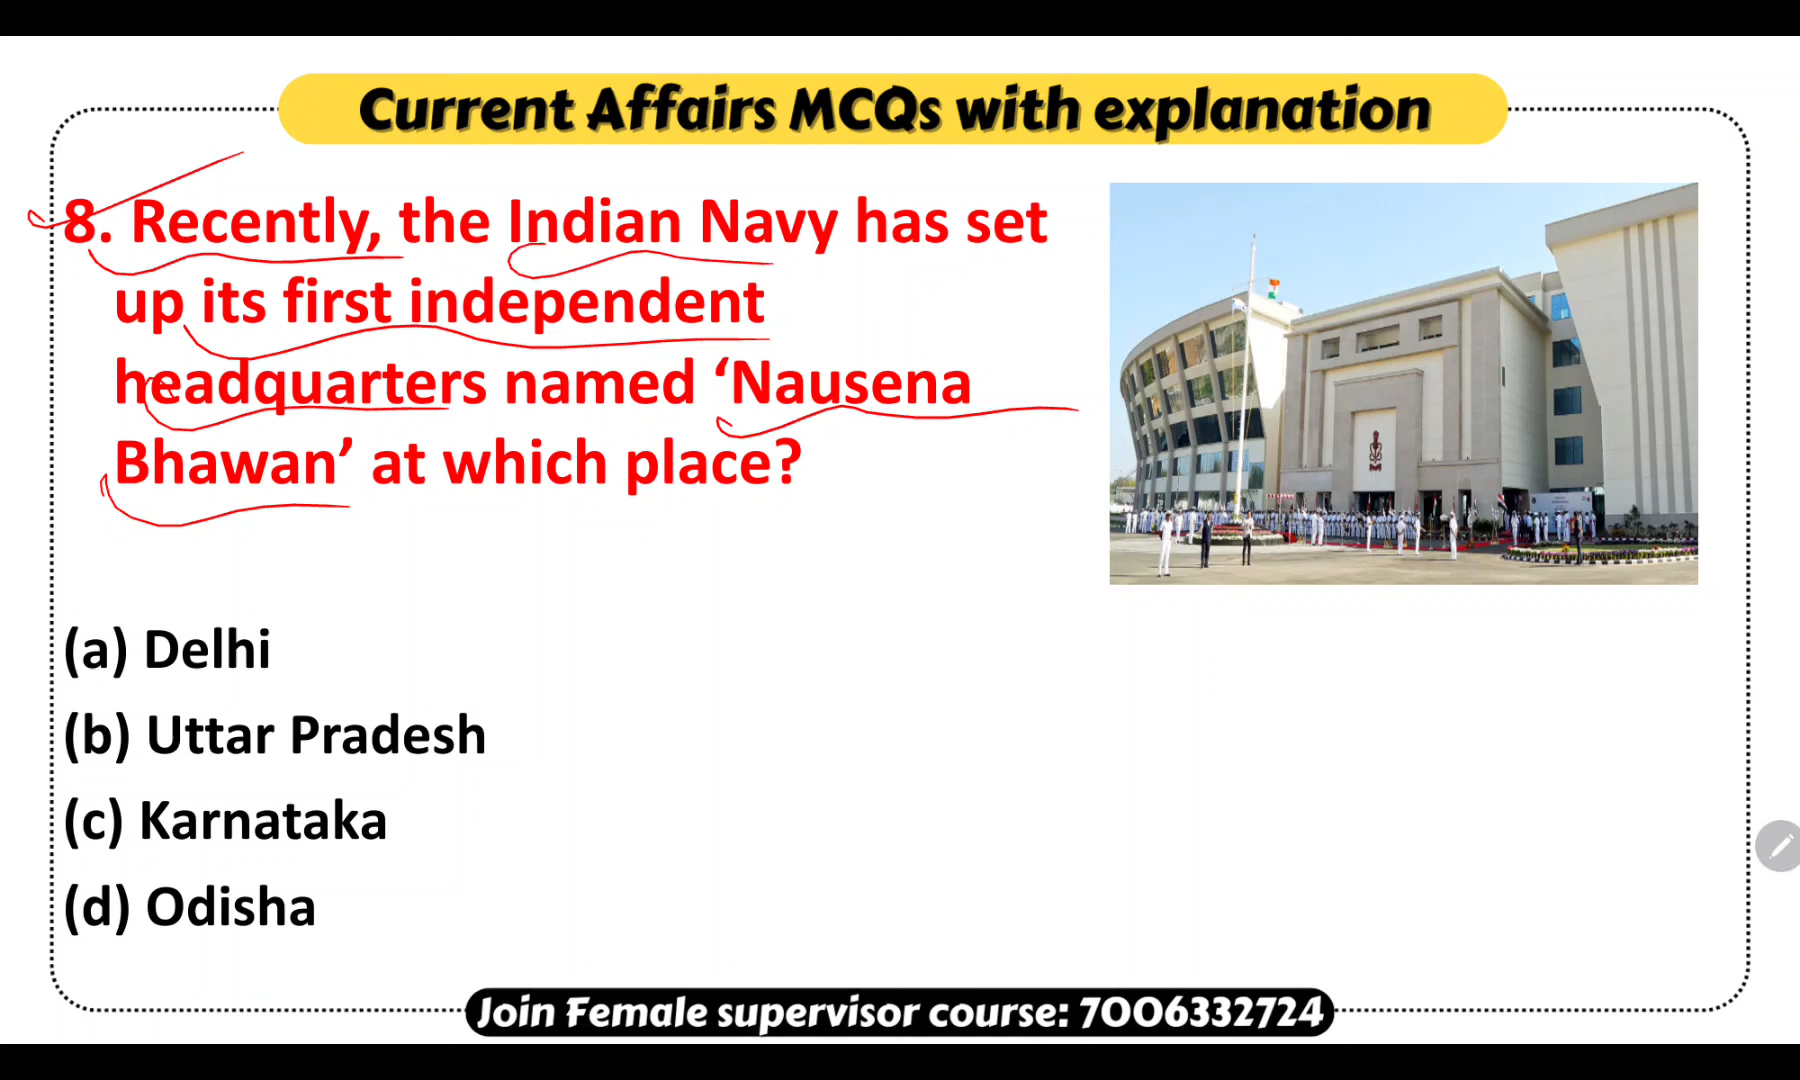 Current Affairs MCQs with explanation
8. Recently, the Indian Navy has set
up its first independent
headquarters named ‘Nausena
Bhawan’ at which place?
(a) Delhi
(b) Uttar Pradesh
(c) Karnataka
(d) Odisha
Join Female supervisor course: 7006332724